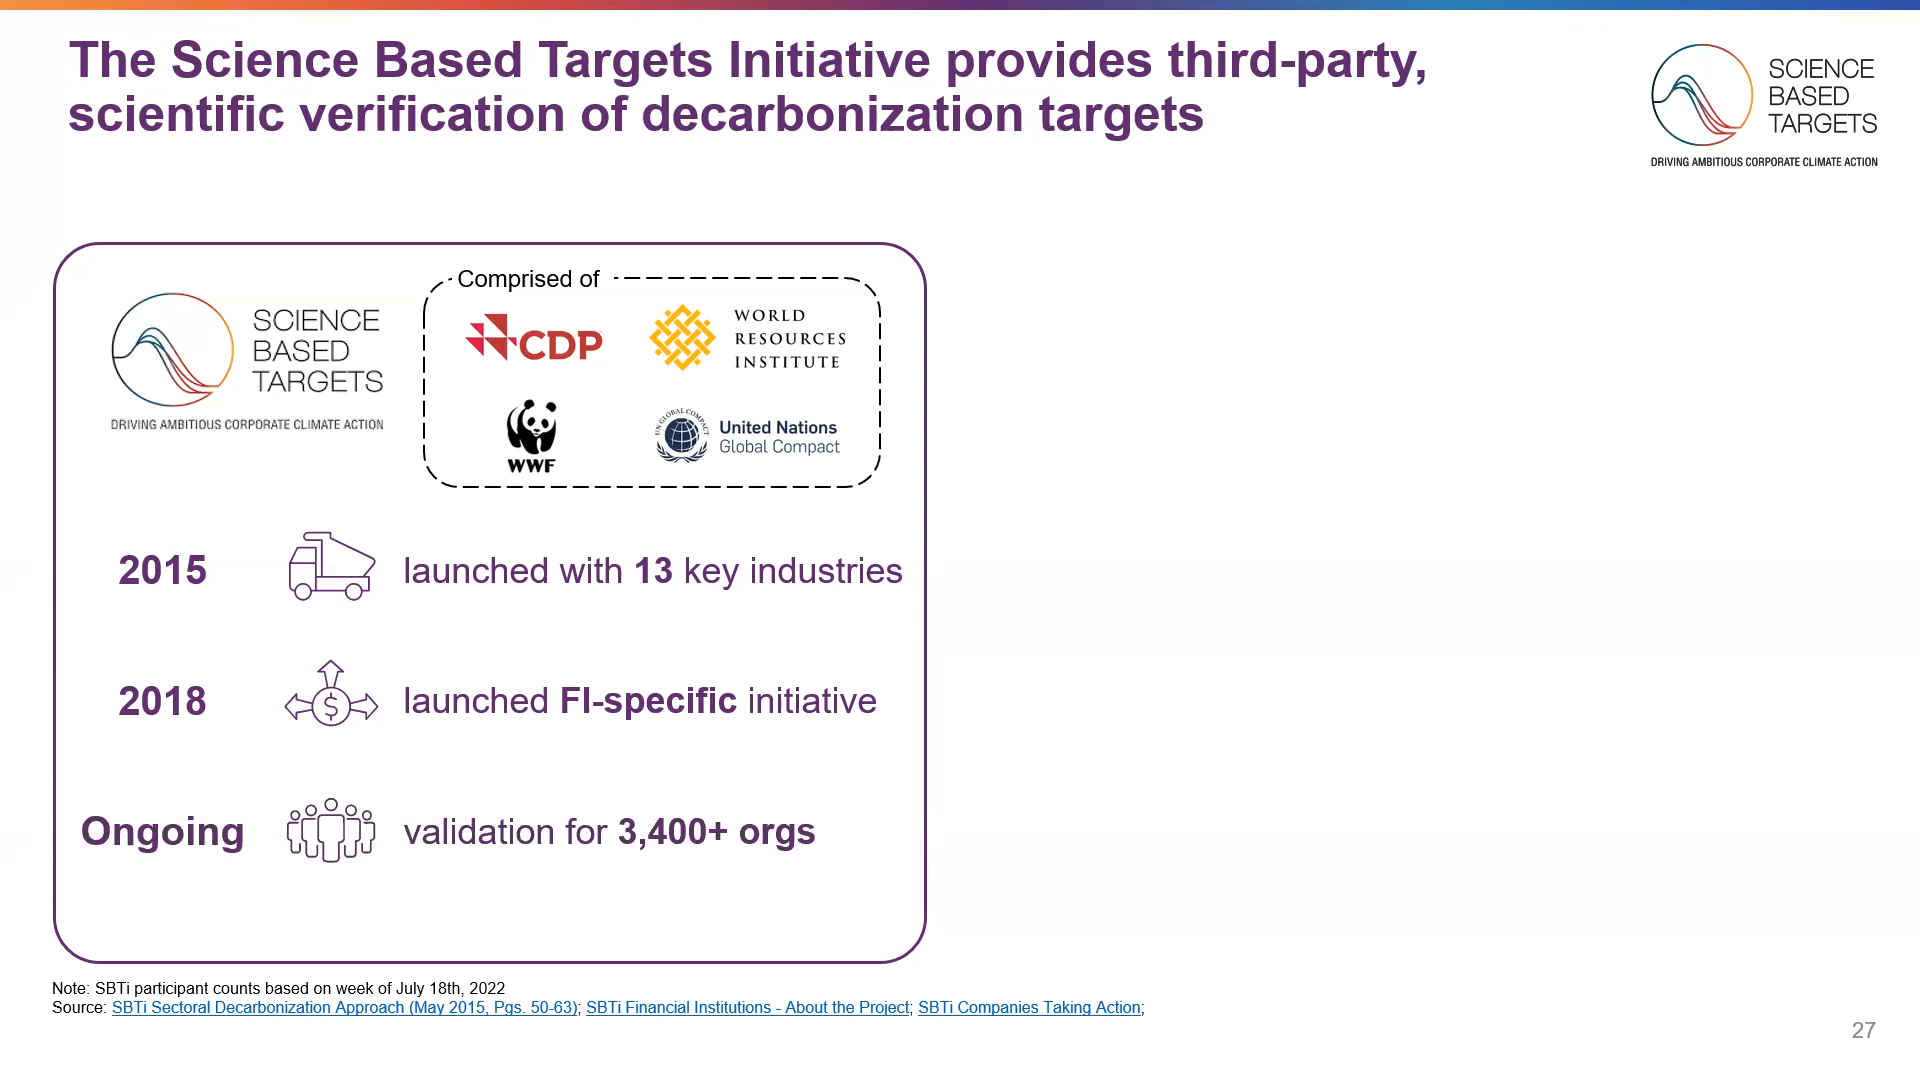 The Science Based Targets Initiative provides third-party,
scientific verification of decarbonization targets
SCIENCE
BASED
TARGETS
DRIVING AMBITIOUS CORPORATE CLIMATE ACTION
SCIENCE
BASED
TARGETS
DRIVING AMBITIOUS CORPORATE CLIMATE ACTION
Comprised of
CDP
WORLD
RESOURCES
INSTITUTE
WWF
UN GLOBAL COMPACT
United Nations
Global Compact
2015
launched with 13 key industries
2018
$
launched FI-specific initiative
Ongoing
validation for 3,400+ orgs
Note: SBTi participant counts based on week of July 18th, 2022
Source: SBTi Sectoral Decarbonization Approach (May 2015, Pgs. 50-63); SBTi Financial Institutions - About the Project; SBTi Companies Taking Action;
27